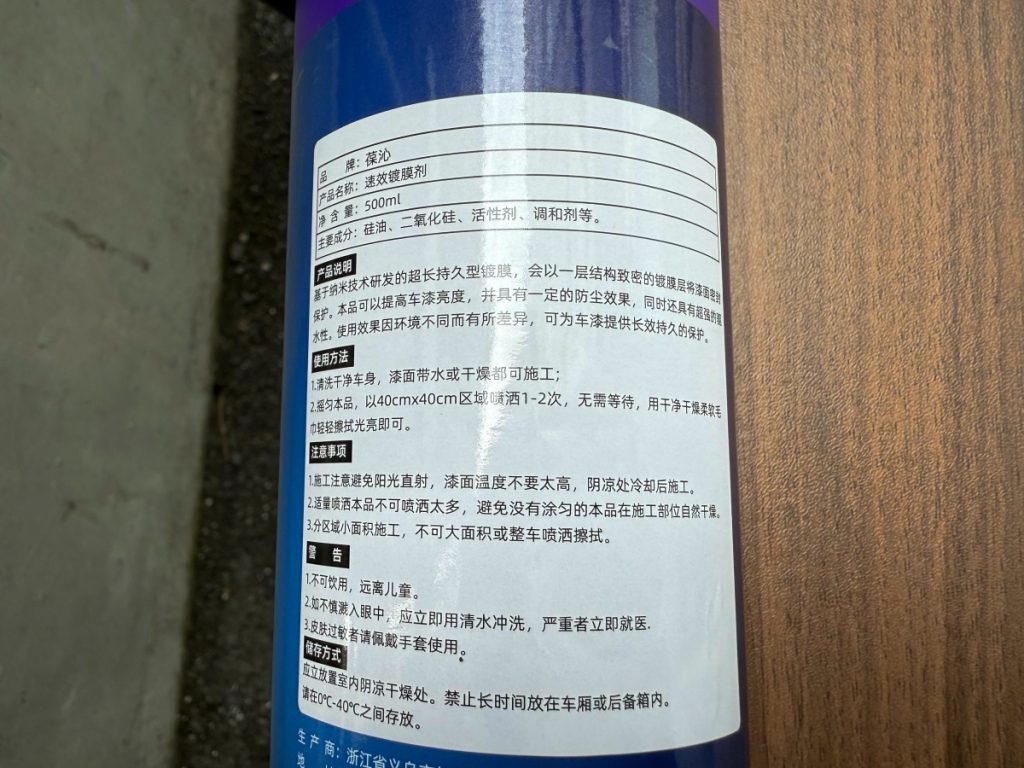 品 牌：葆沁
产品名称：速效镀膜剂
净 含 量：500ml
主要成分：硅油、二氧化硅、活性剂、调和剂等。
产品说明
基于纳米技术研发的超长持久型镀膜，会以一层结构致密的镀膜层将漆面密封
保护。本品可以提高车漆亮度，并具有一定的防尘效果，同时还具有超强的驱
水性。使用效果因环境不同而有所差异，可为车漆提供长效持久的保护。
使用方法
1.清洗干净车身，漆面带水或干燥都可施工；
2.摇匀本品，以40cmx40cm区域喷洒1-2次，无需等待，用干净干燥柔软毛
巾轻轻擦拭光亮即可。
注意事项
1.施工注意避免阳光直射，漆面温度不要太高，阴凉处冷却后施工。
2.适量喷洒本品不可喷洒太多，避免没有涂匀的本品在施工部位自然干燥。
3.分区域小面积施工，不可大面积或整车喷洒擦拭。
警 告
1.不可饮用，远离儿童。
2.如不慎溅入眼中，应立即用清水冲洗，严重者立即就医.
3.皮肤过敏者请佩戴手套使用。
储存方式
应立放置室内阴凉干燥处。禁止长时间放在车厢或后备箱内。
请在0℃-40℃之间存放。
生 产 商：浙江省义乌
地